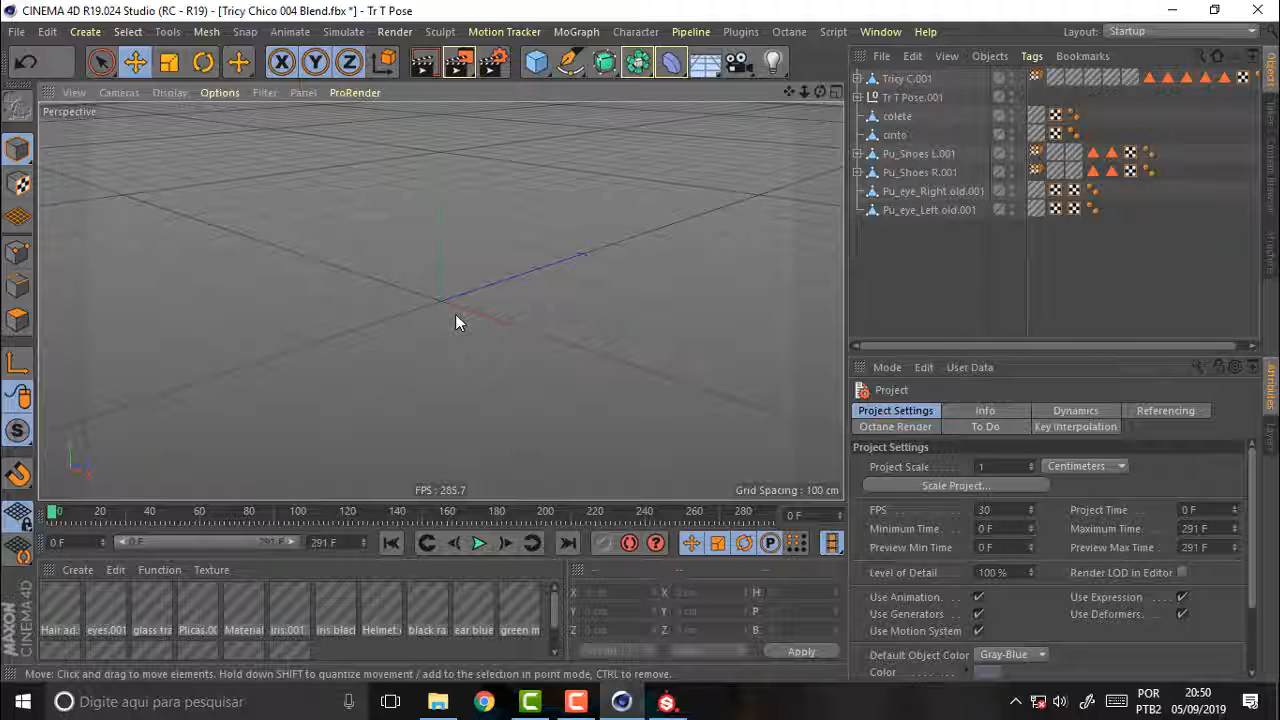 CINEMA 4D R19.024 Studio (RC - R19) - [Tricy Chico 004 Blend.fbx *] - Tr T Pose
File Edit Create Select Tools Mesh Snap Animate Simulate Render Sculpt Motion Tracker MoGraph Character Pipeline Plugins Octane Script Window Help Layout: Startup
File Edit View Objects Tags Bookmarks
View Cameras Display Options Filter Panel ProRender
Perspective
Tricy C.001
Tr T Pose.001
colete
cinto
Pu_Shoes L.001
Pu_Shoes R.001
Pu_eye_Right old.001
Pu_eye_Left old.001
Objects
Attributes
Layers
Mode Edit User Data
Project
Project Settings Info Dynamics Referencing
Octane Render To Do Key Interpolation
Project Settings
Project Scale 1 Centimeters
Scale Project...
FPS 30 Project Time 0 F
Minimum Time 0 F Maximum Time 291 F
Preview Min Time 0 F Preview Max Time 291 F
Level of Detail 100 % Render LOD in Editor
Use Animation Use Expression
Use Generators Use Deformers
Use Motion System
Default Object Color Gray-Blue
Color
FPS : 285.7 Grid Spacing : 100 cm
0 20 40 60 80 100 120 140 160 180 200 220 240 260 280 0 F
0 F 0 F 291 F 291 F
Create Edit Function Texture
Hair ad. eyes.001 glass tra Plicas.00 Material iris.001 iris blac Helmet black ra ear blue green m
X X H
Y Y P
Z Z B
Apply
MAXON CINEMA 4D
Move: Click and drag to move elements. Hold down SHIFT to quantize movement / add to the selection in point mode, CTRL to remove.
Digite aqui para pesquisar
POR
PTB2
20:50
05/09/2019